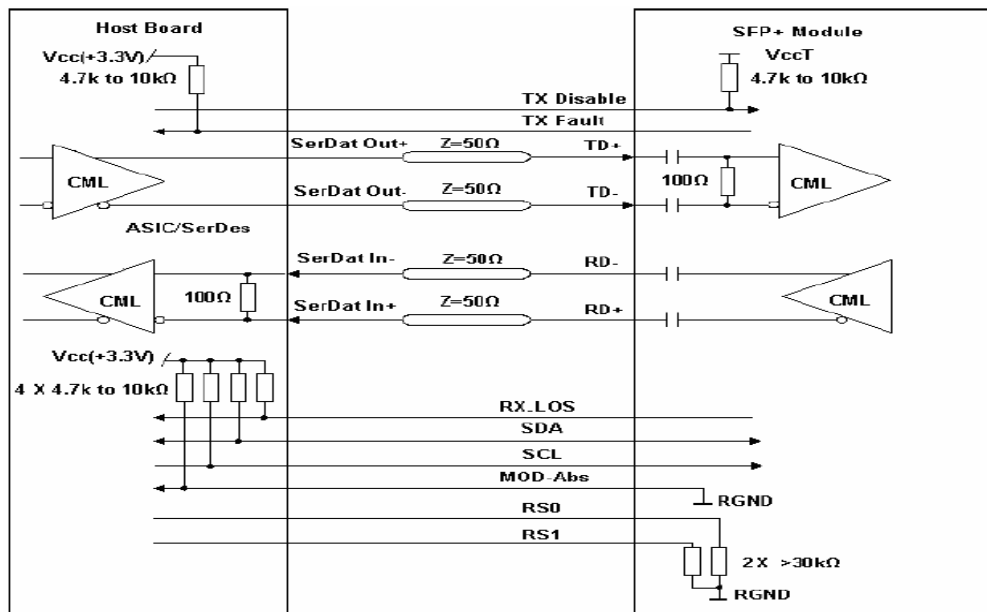 Host Board
SFP+ Module
Vcc(+3.3V)
4.7k to 10kΩ
VccT
4.7k to 10kΩ
TX Disable
TX Fault
SerDat Out+
Z=50Ω
TD+
CML
100Ω
CML
SerDat Out-
Z=50Ω
TD-
ASIC/SerDes
SerDat In-
Z=50Ω
RD-
CML
100Ω
SerDat In+
Z=50Ω
RD+
CML
Vcc(+3.3V)
4 X 4.7k to 10kΩ
RX_LOS
SDA
SCL
MOD-Abs
RGND
RS0
RS1
2 X >30kΩ
RGND